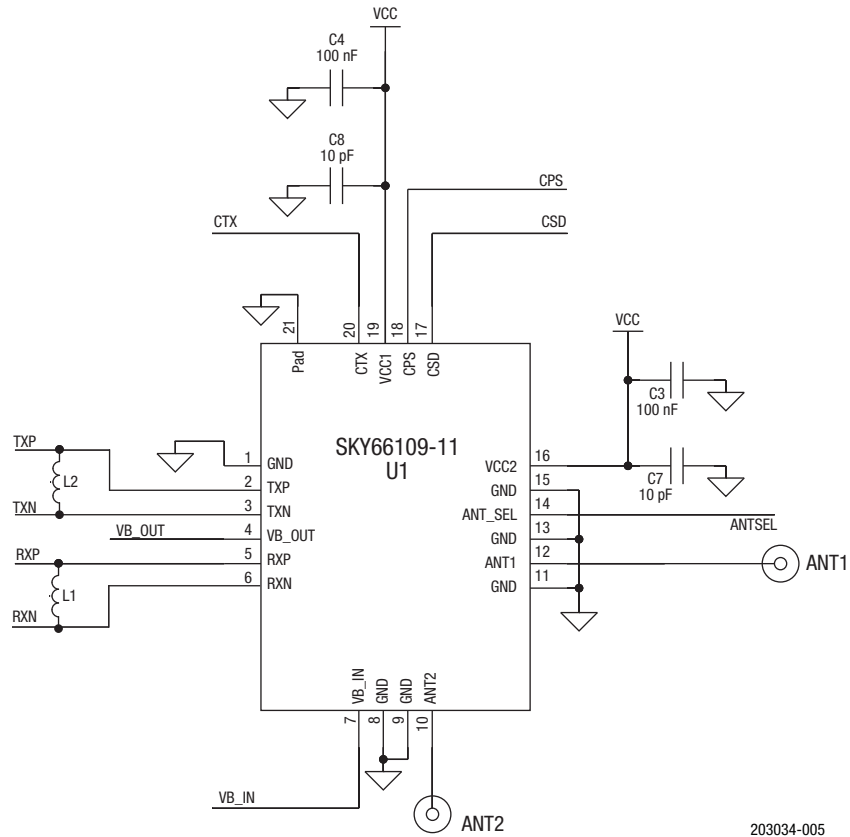 VCC
C4
100 nF
C8
10 pF
CPS
CTX
CSD
21
20
19
18
17
Pad
CTX
VCC1
CPS
CSD
VCC
C3
100 nF
C7
10 pF
SKY66109-11
U1
TXP
L2
TXN
VB_OUT
RXP
L1
RXN
1
GND
2
TXP
3
TXN
4
VB_OUT
5
RXP
6
RXN
16
VCC2
15
GND
14
ANT_SEL
ANTSEL
13
GND
12
ANT1
ANT1
11
GND
VB_IN
GND
GND
ANT2
7
8
9
10
VB_IN
ANT2
203034-005